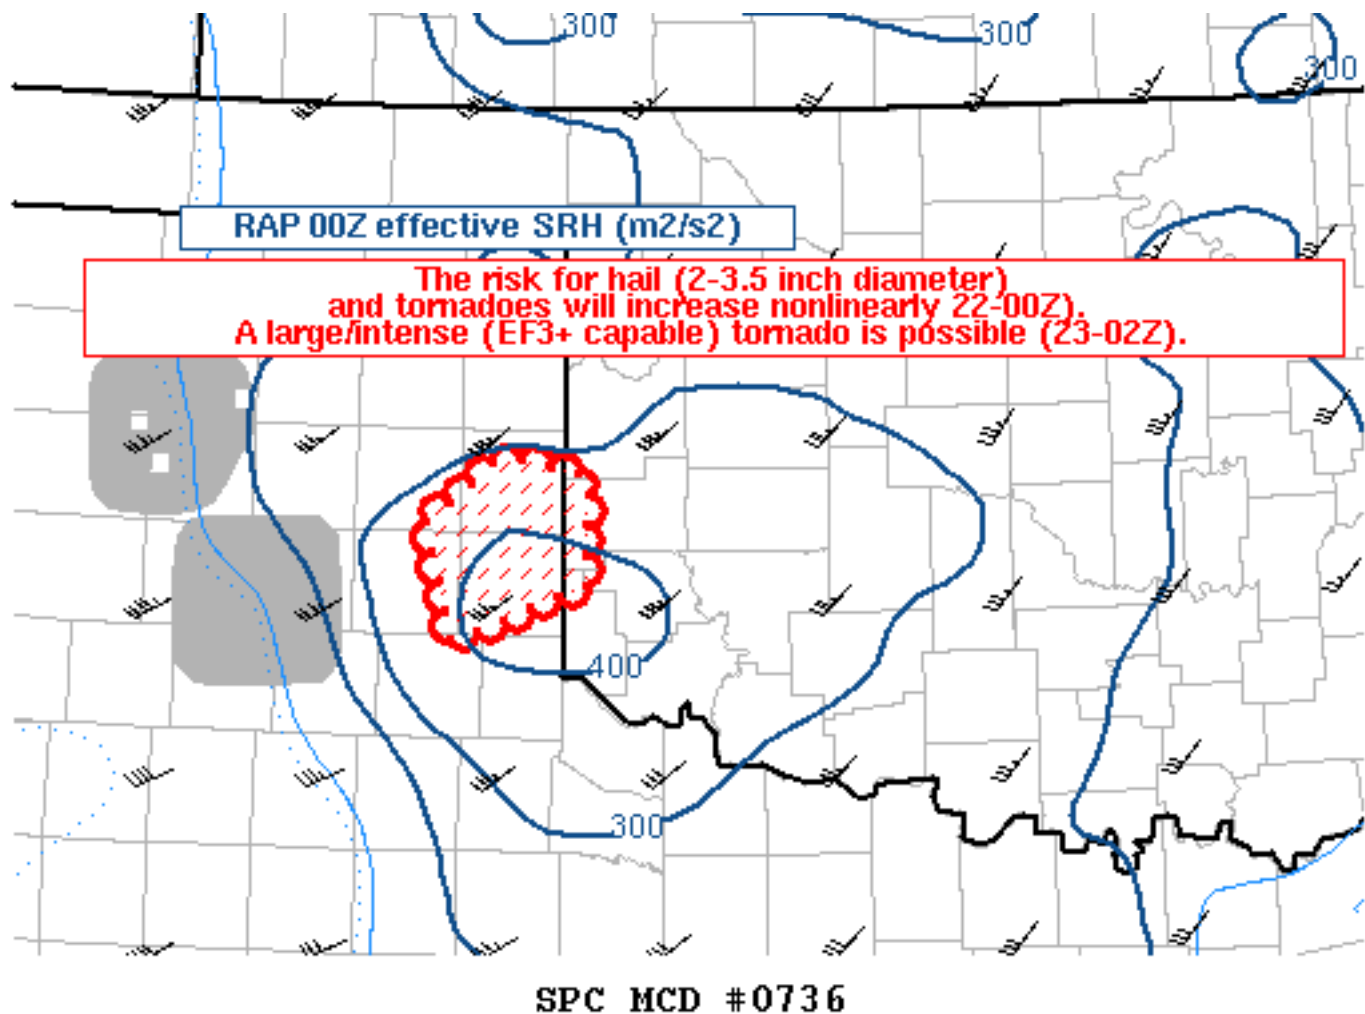 300
300
300
RAP 00Z effective SRH (m2/s2)
The risk for hail (2-3.5 inch diameter)
and tornadoes will increase nonlinearly 22-00Z).
A large/intense (EF3+ capable) tornado is possible (23-02Z).
400
300
SPC MCD #0736